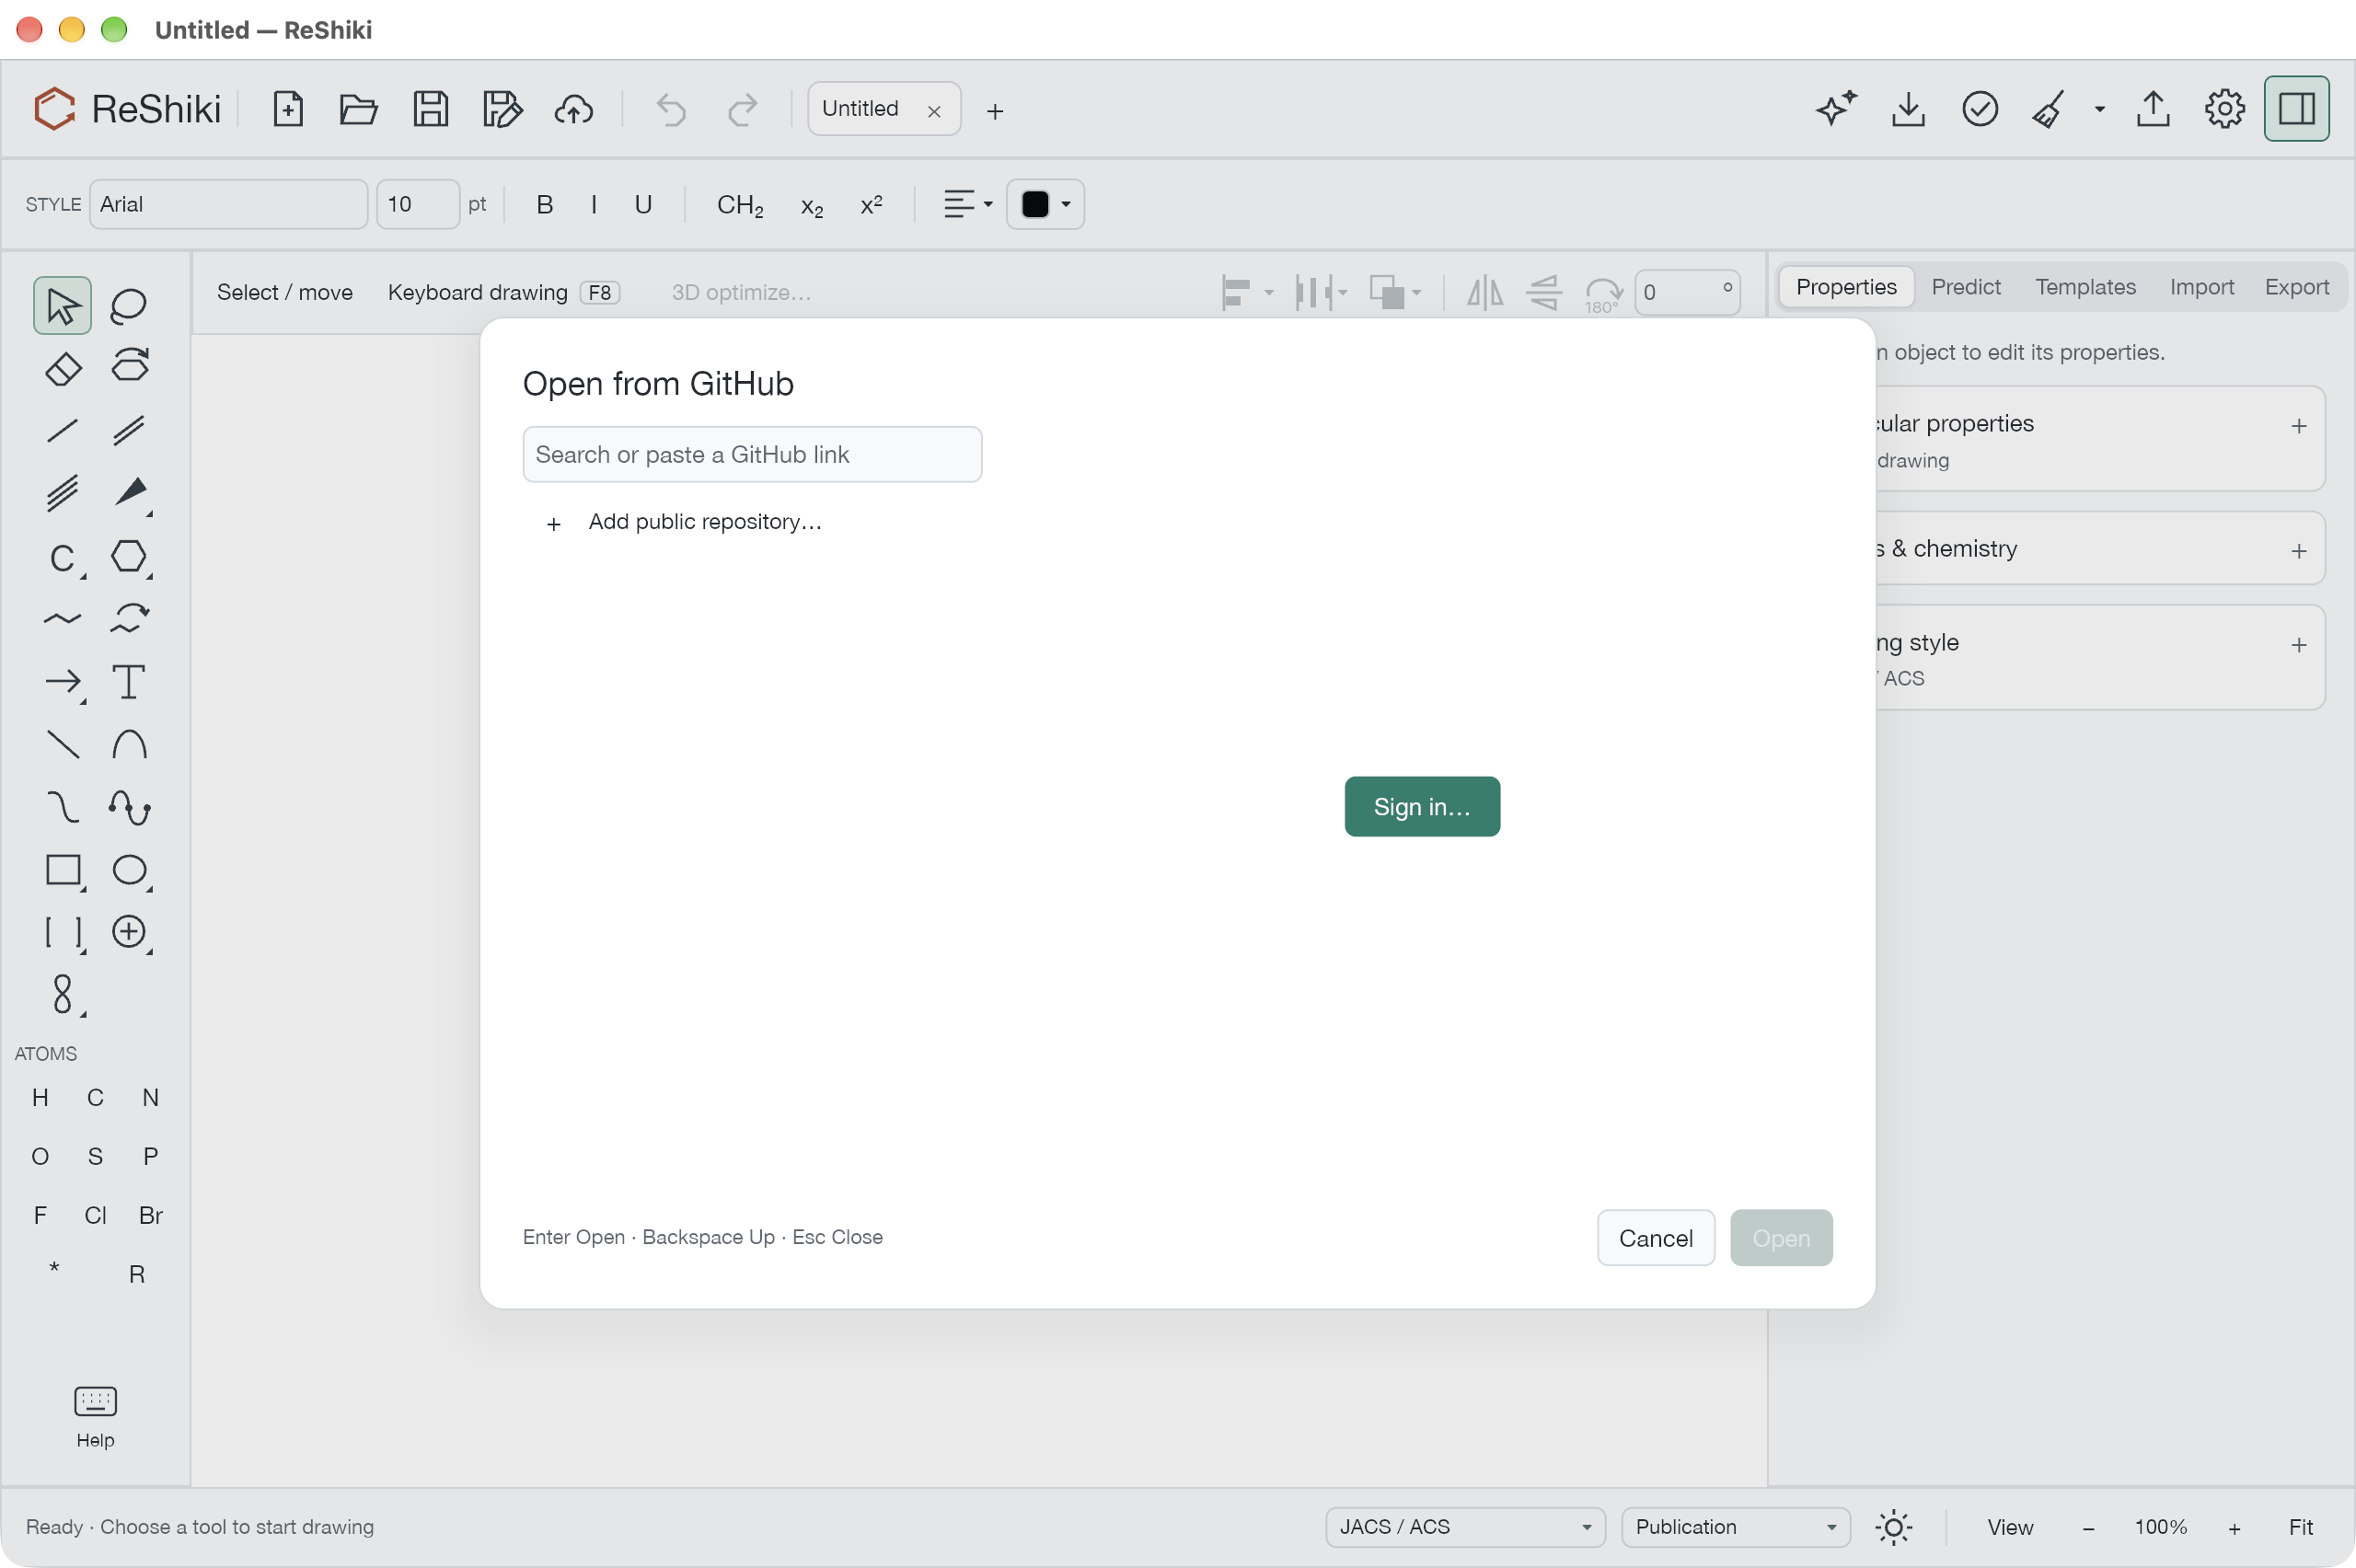 Untitled — ReShiki
ReShiki
Untitled
STYLE Arial 10 pt B I U CH₂ x₂ x²
Select / move Keyboard drawing F8 3D optimize... 180° 0 °
Properties Predict Templates Import Export
n object to edit its properties.
cular properties
drawing
s & chemistry
ng style
/ ACS
Open from GitHub
Search or paste a GitHub link
+ Add public repository...
Sign in...
Enter Open · Backspace Up · Esc Close
Cancel Open
C
T
[ ]
ATOMS
H C N
O S P
F Cl Br
* R
Help
Ready · Choose a tool to start drawing
JACS / ACS Publication View − 100% + Fit